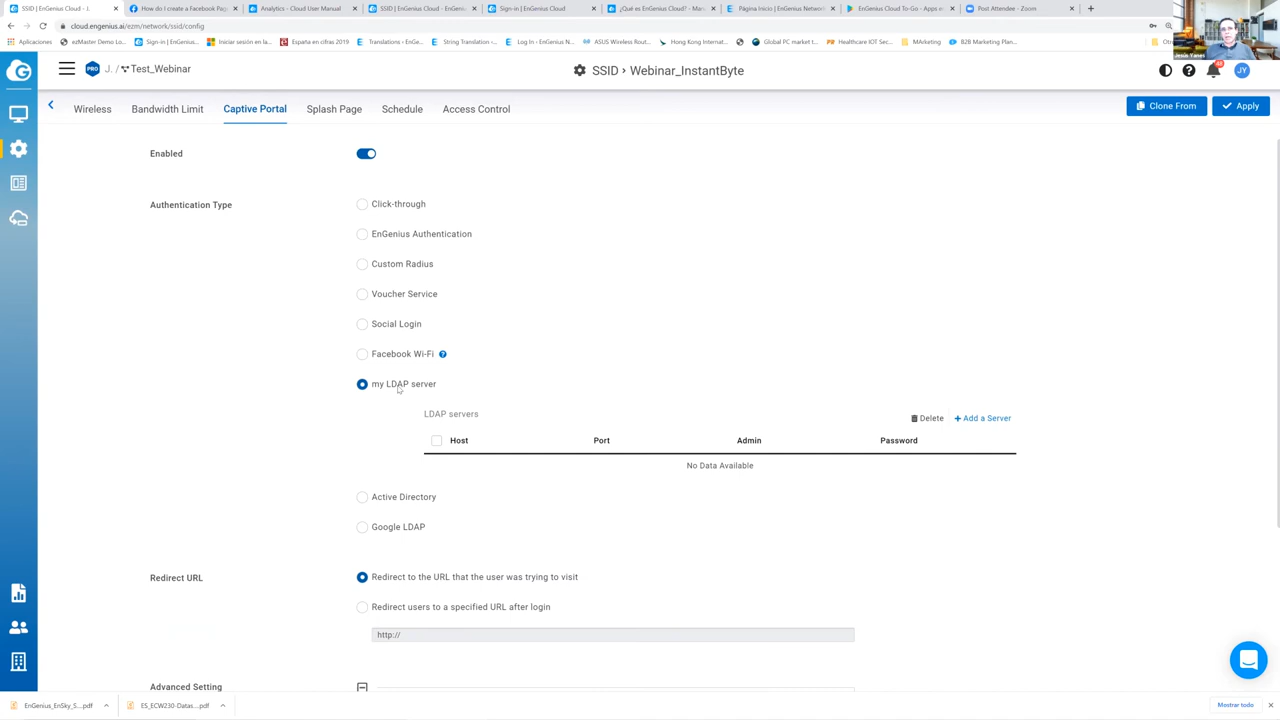 SSID | EnGenius Cloud - L
How do I create a Facebook Pag
Analytics - Cloud User Manual
SSID | EnGenius Cloud - EnGeni
Sign-in | EnGenius Cloud
¿Qué es EnGenius Cloud? - Man
Página Inicio | EnGenius Networ
EnGenius Cloud To-Go - Apps e
Post Attendee - Zoom
cloud.engenius.ai/ezm/network/ssid/config
Aplicaciones
ezMaster Demo Lo...
Sign-in | EnGenius...
Iniciar sesión en la...
España en cifras 2019
Translations ‹ EnGe...
String Translation ‹...
Log In ‹ EnGenius N...
ASUS Wireless Rout...
Hong Kong Internat...
Global PC market l...
Healthcare IOT Sec...
MArketing
B2B Marketing Plan...
Jesús Yanes
PRO J. / Test_Webinar
SSID › Webinar_InstantByte
JY
Wireless Bandwidth Limit Captive Portal Splash Page Schedule Access Control
Clone From Apply
Enabled
Authentication Type
Click-through
EnGenius Authentication
Custom Radius
Voucher Service
Social Login
Facebook Wi-Fi ?
my LDAP server
LDAP servers Delete + Add a Server
Host Port Admin Password
No Data Available
Active Directory
Google LDAP
Redirect URL
Redirect to the URL that the user was trying to visit
Redirect users to a specified URL after login
http://
Advanced Setting
EnGenius_EnSky_S....pdf
ES_ECW230-Datas....pdf
Mostrar todo